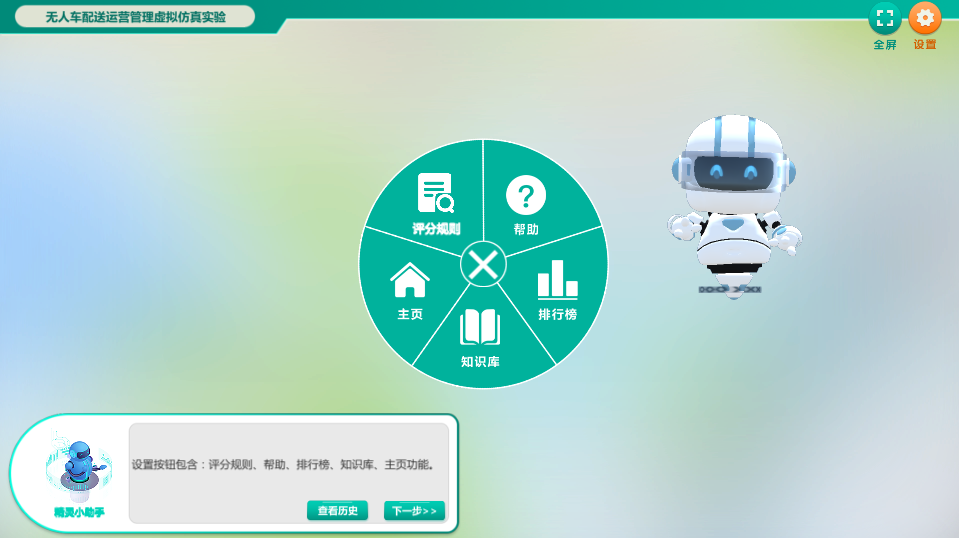 无人车配送运营管理虚拟仿真实验
全屏
设置
评分规则
帮助
主页
排行榜
知识库
设置按钮包含：评分规则、帮助、排行榜、知识库、主页功能。
精灵小助手
查看历史
下一步>>